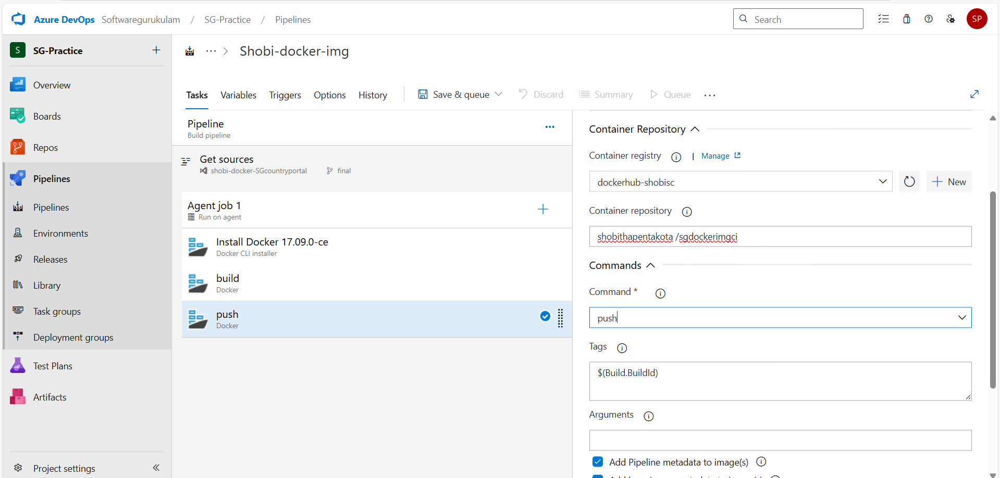 Azure DevOps Softwaregurukulam / SG-Practice / Pipelines
Search
SP
S SG-Practice
Overview
Boards
Repos
Pipelines
Pipelines
Environments
Releases
Library
Task groups
Deployment groups
Test Plans
Artifacts
Project settings
Shobi-docker-img
Tasks Variables Triggers Options History Save & queue Discard Summary Queue
Pipeline
Build pipeline
Get sources
shobi-docker-SGcountryportal final
Agent job 1
Run on agent
Install Docker 17.09.0-ce
Docker CLI installer
build
Docker
push
Docker
Container Repository
Container registry | Manage
dockerhub-shobisc New
Container repository
shobithapentakota /sgdockerimgci
Commands
Command *
push
Tags
$(Build.BuildId)
Arguments
Add Pipeline metadata to image(s)